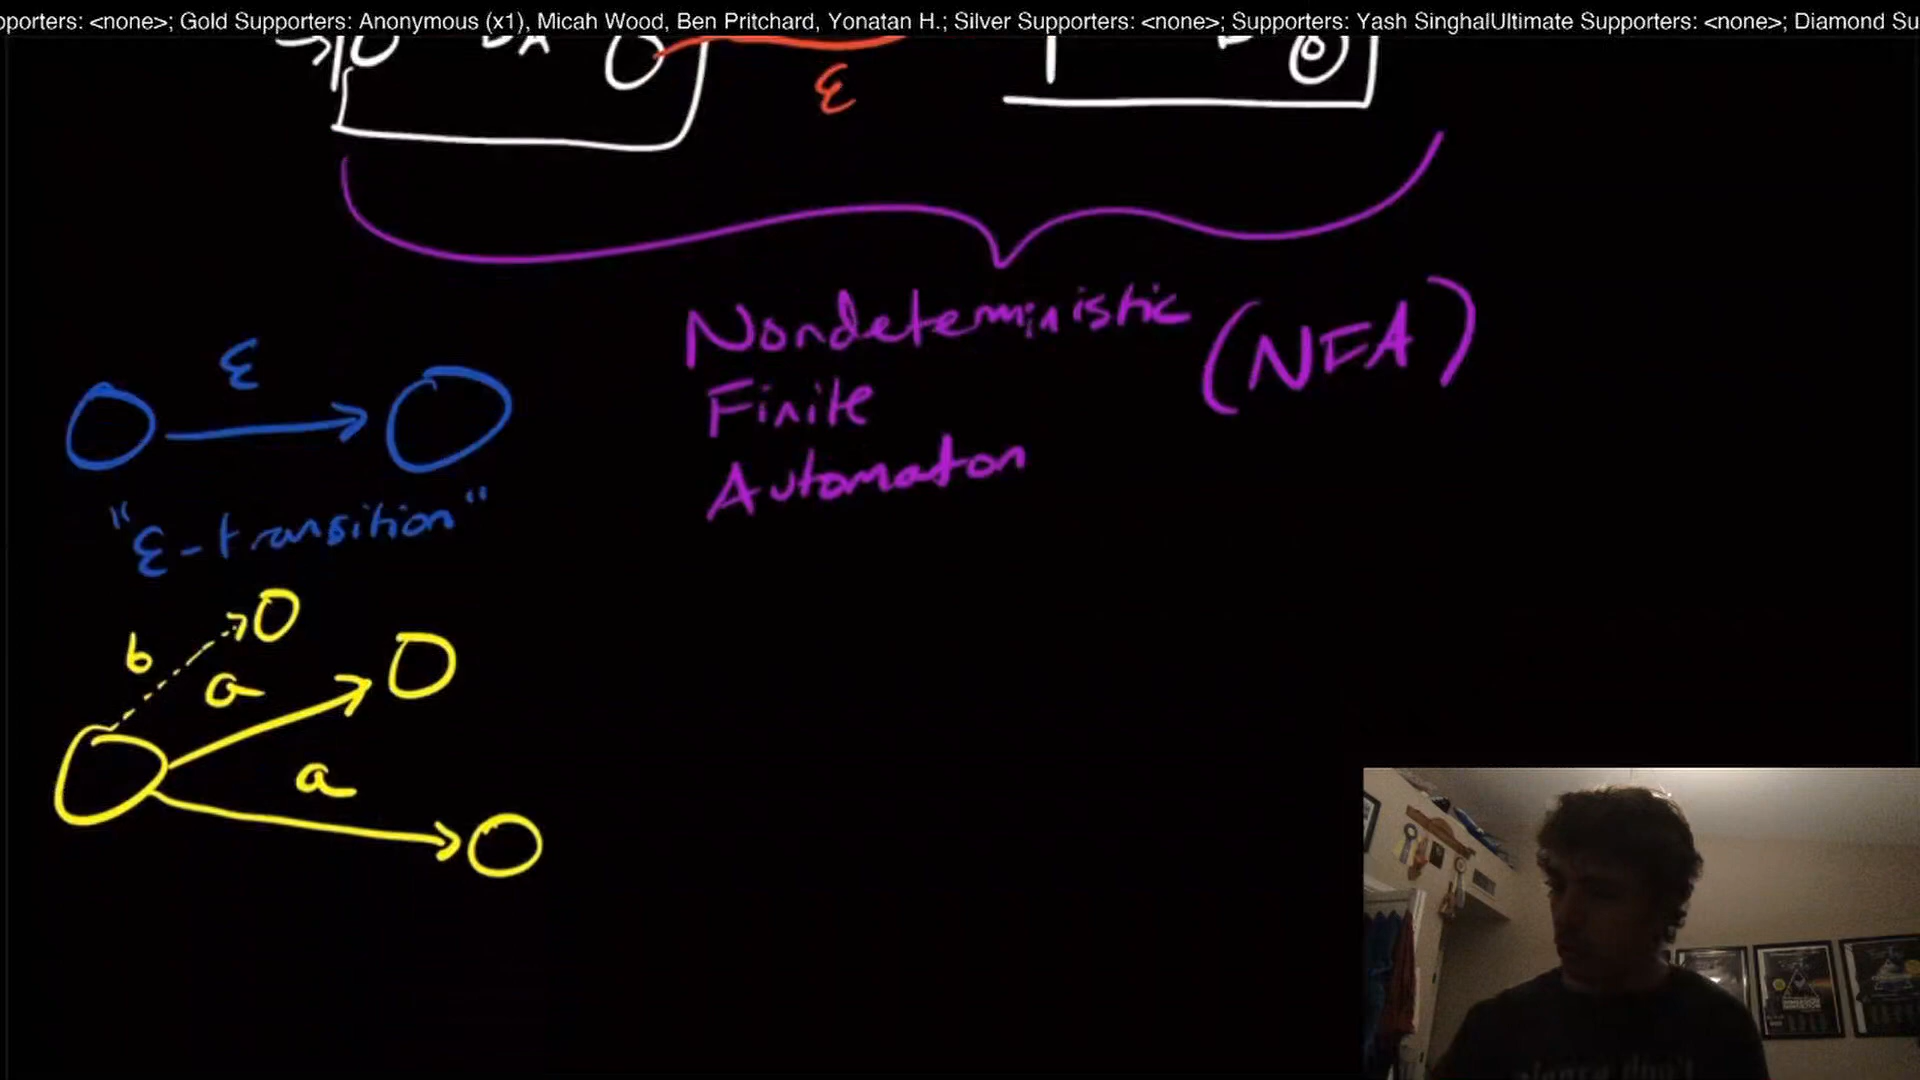 porters: <none>; Gold Supporters: Anonymous (x1), Micah Wood, Ben Pritchard, Yonatan H.; Silver Supporters: <none>; Supporters: Yash SinghalUltimate Supporters: <none>; Diamond Su
ε
Nondeterministic (NFA)
Finite
Automaton
ε
"ε-transition"
b
a
a